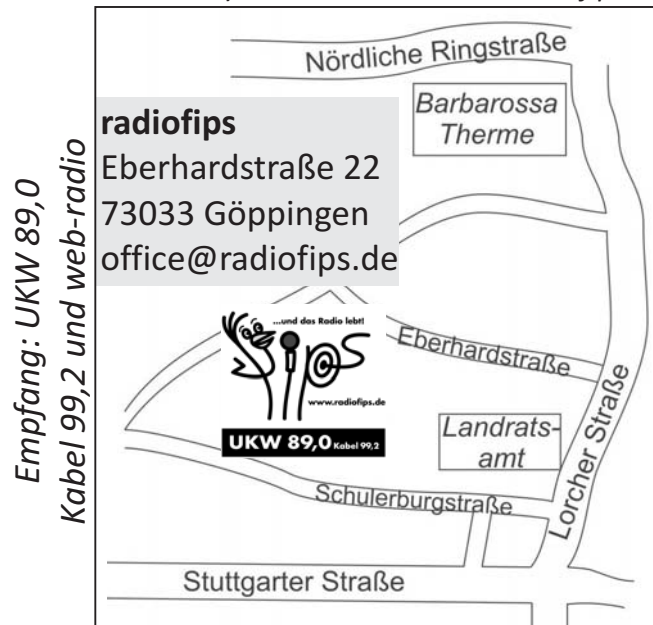 Empfang: UKW 89,0
Kabel 99,2 und web-radio
Nördliche Ringstraße
Barbarossa
Therme
radiofips
Eberhardstraße 22
73033 Göppingen
office@radiofips.de
...und das Radio lebt!
fips
www.radiofips.de
UKW 89,0 Kabel 99,2
Eberhardstraße
Landrats-
amt
Lorcher Straße
Schulerburgstraße
Stuttgarter Straße